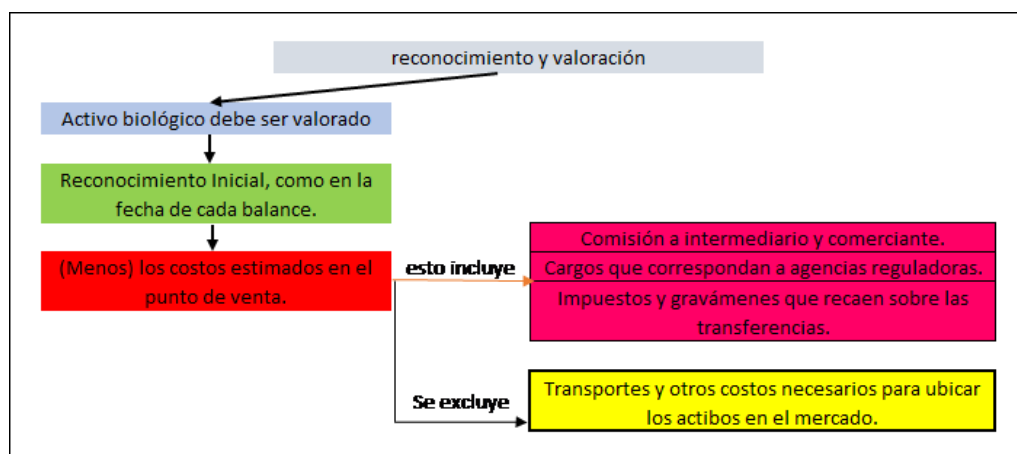 reconocimiento y valoración
Activo biológico debe ser valorado
Reconocimiento Inicial, como en la
fecha de cada balance.
(Menos) los costos estimados en el
punto de venta.
esto incluye
Comisión a intermediario y comerciante.
Cargos que correspondan a agencias reguladoras.
Impuestos y gravámenes que recaen sobre las
transferencias.
Se excluye
Transportes y otros costos necesarios para ubicar
los actibos en el mercado.